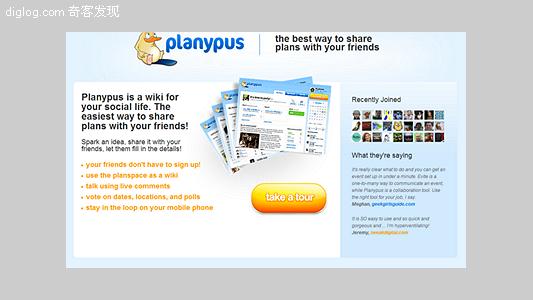 diglog.com 奇客发现
planypus
the best way to share
plans with your friends
Planypus is a wiki for
your social life. The
easiest way to share
plans with your friends!
Spark an idea, share it with your
friends, let them fill in the details!
your friends don't have to sign up!
use the planspace as a wiki
talk using live comments
vote on dates, locations, and polls
stay in the loop on your mobile phone
take a tour
Recently Joined
What they're saying
It's really clear what to do and you can get an
event set up in under a minute. Evite is a
one-to-many way to communicate an event,
while Planypus is a collaboration tool. Use
the right tool for your job, I say.
Meghan, geekgirlsguide.com
It is SO easy to use and so quick and
gorgeous and .. I'm hyperventilating!
Jeremy,